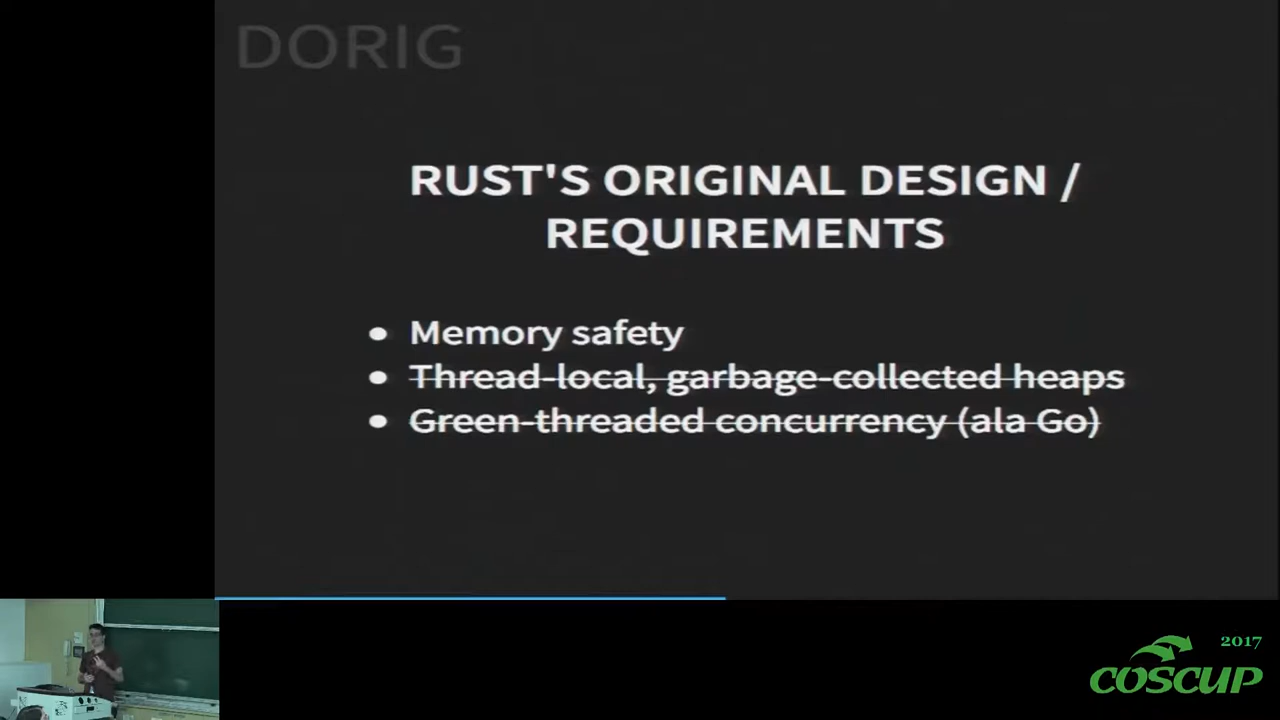 DORIG
RUST'S ORIGINAL DESIGN /
REQUIREMENTS
• Memory safety
• Thread-local, garbage-collected heaps
• Green-threaded concurrency (ala Go)
2017
COSCUP